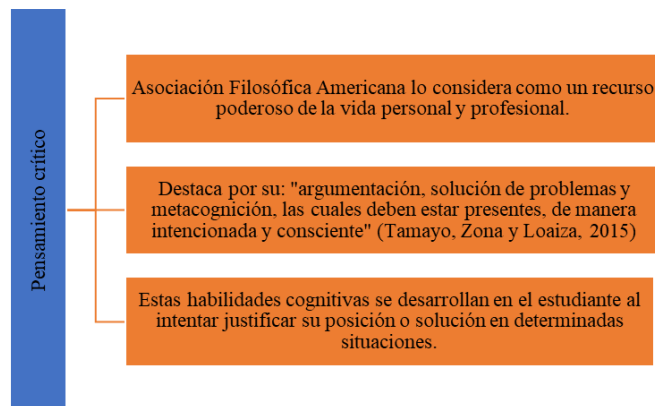 Pensamiento crítico
Asociación Filosófica Americana lo considera como un recurso
poderoso de la vida personal y profesional.
Destaca por su: "argumentación, solución de problemas y
metacognición, las cuales deben estar presentes, de manera
intencionada y consciente" (Tamayo, Zona y Loaiza, 2015)
Estas habilidades cognitivas se desarrollan en el estudiante al
intentar justificar su posición o solución en determinadas
situaciones.